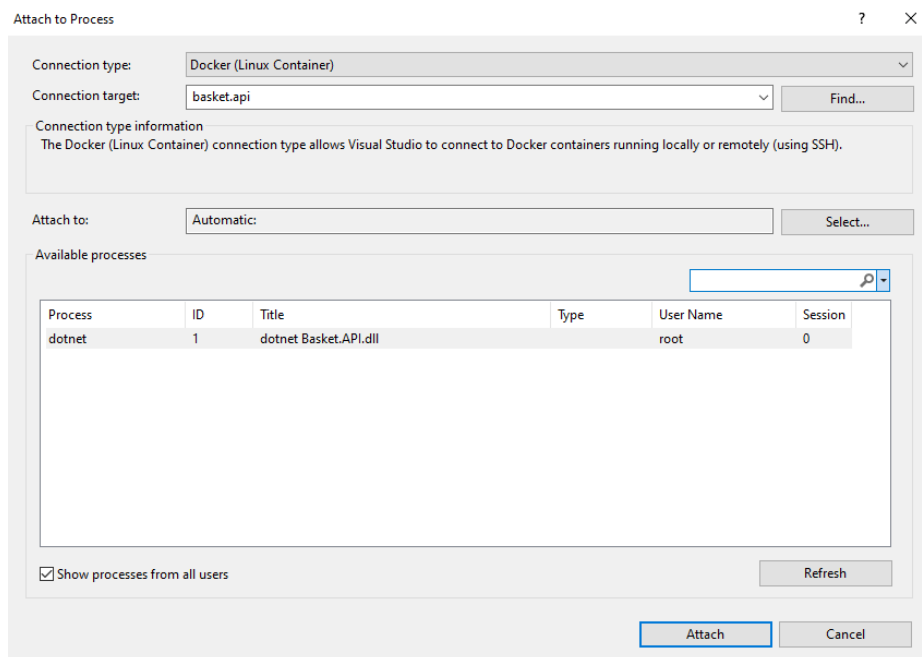 Attach to Process
Connection type: Docker (Linux Container)
Connection target: basket.api Find...
Connection type information
The Docker (Linux Container) connection type allows Visual Studio to connect to Docker containers running locally or remotely (using SSH).
Attach to: Automatic: Select...
Available processes
Process ID Title Type User Name Session
dotnet 1 dotnet Basket.API.dll root 0
Show processes from all users Refresh
Attach Cancel